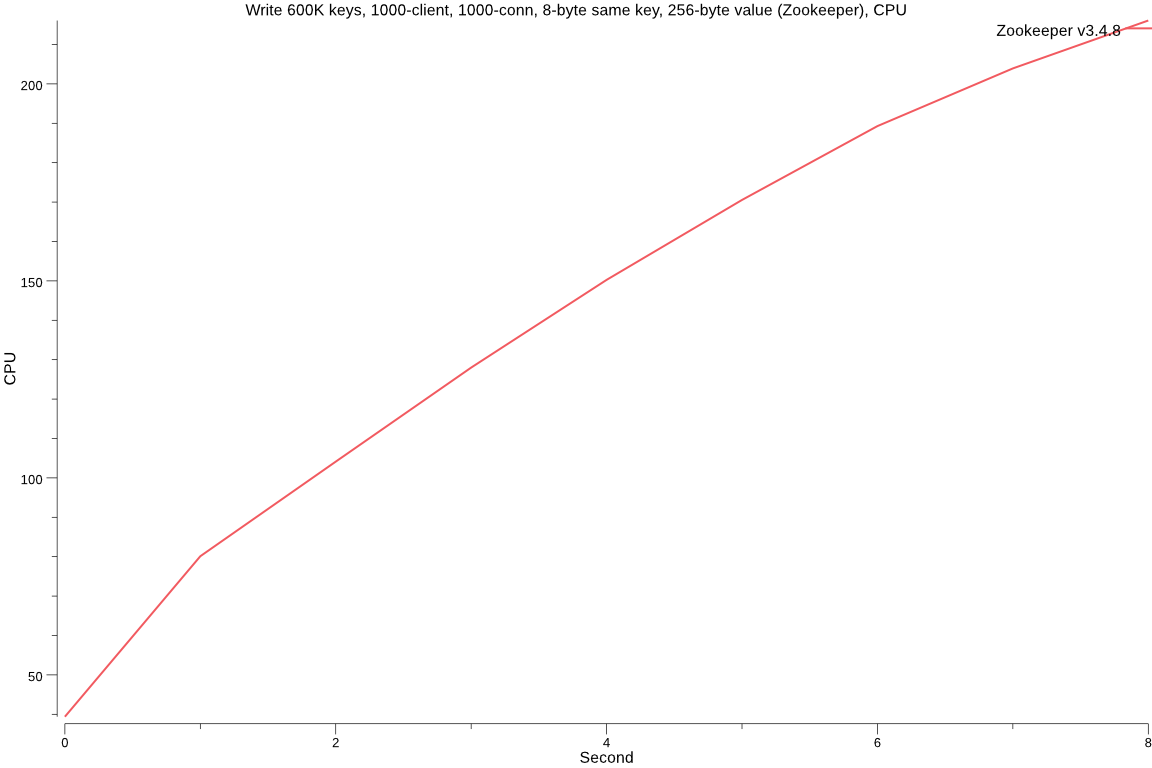 Write 600K keys, 1000-client, 1000-conn, 8-byte same key, 256-byte value (Zookeeper), CPU
Zookeeper v3.4.8
200
150
CPU
100
50
0 2 4 6 8
Second